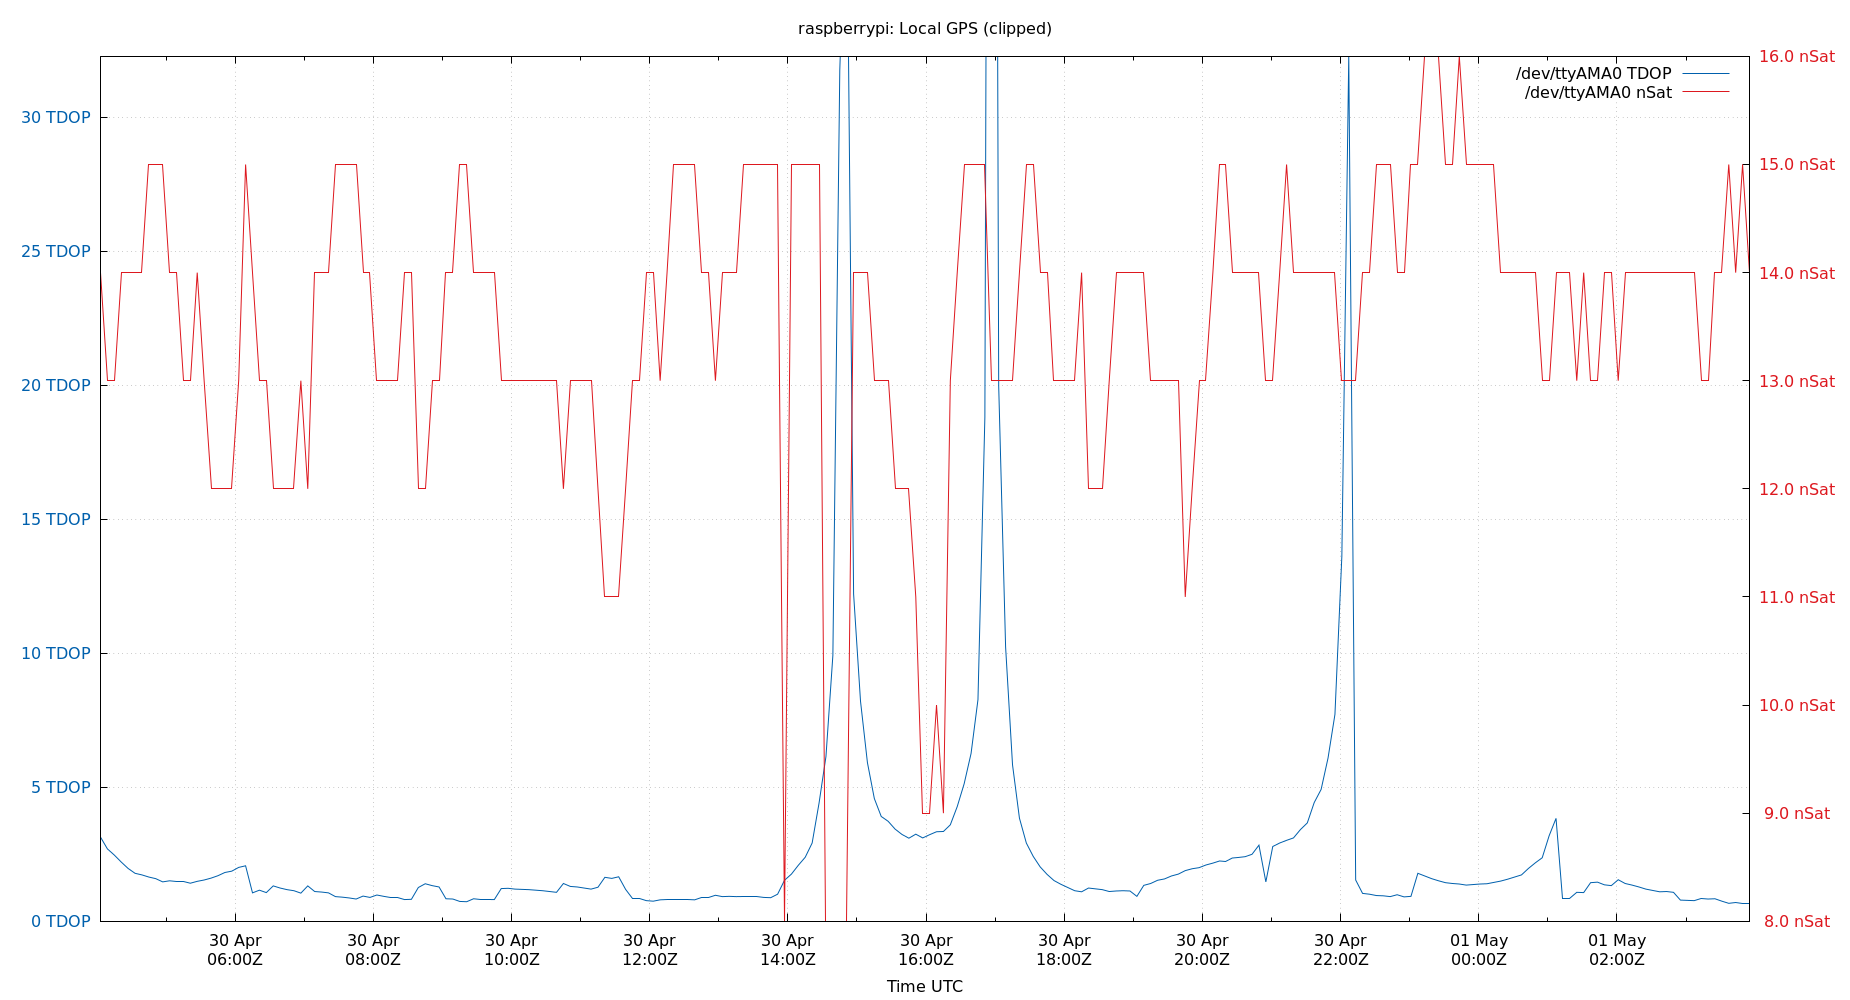 raspberrypi: Local GPS (clipped)
/dev/ttyAMA0 TDOP
/dev/ttyAMA0 nSat
30 TDOP
25 TDOP
20 TDOP
15 TDOP
10 TDOP
5 TDOP
0 TDOP
16.0 nSat
15.0 nSat
14.0 nSat
13.0 nSat
12.0 nSat
11.0 nSat
10.0 nSat
9.0 nSat
8.0 nSat
30 Apr
06:00Z
30 Apr
08:00Z
30 Apr
10:00Z
30 Apr
12:00Z
30 Apr
14:00Z
30 Apr
16:00Z
30 Apr
18:00Z
30 Apr
20:00Z
30 Apr
22:00Z
01 May
00:00Z
01 May
02:00Z
Time UTC